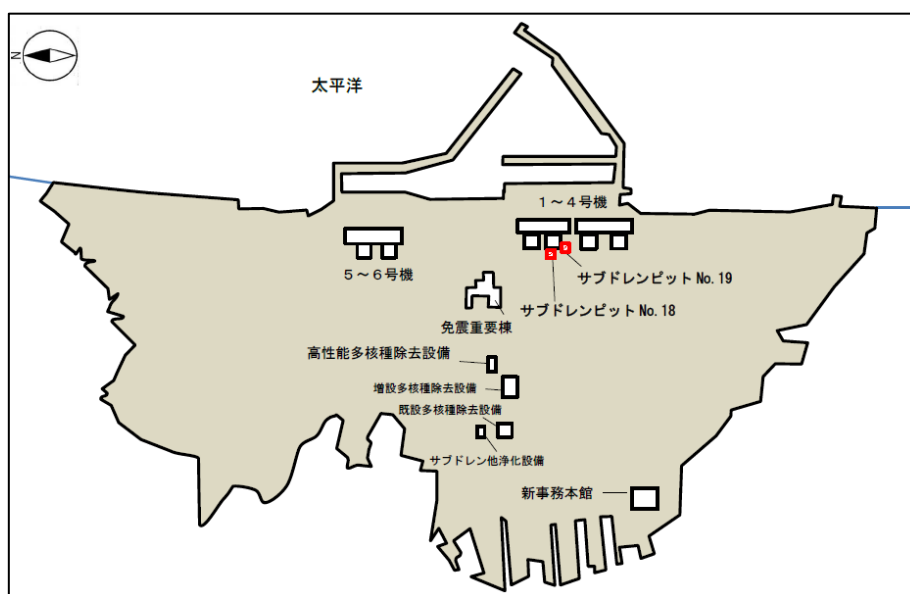 N
太平洋
1～4号機
5～6号機
サブドレンピットNo.19
サブドレンピットNo.18
免震重要棟
高性能多核種除去設備
増設多核種除去設備
既設多核種除去設備
サブドレン他浄化設備
新事務本館